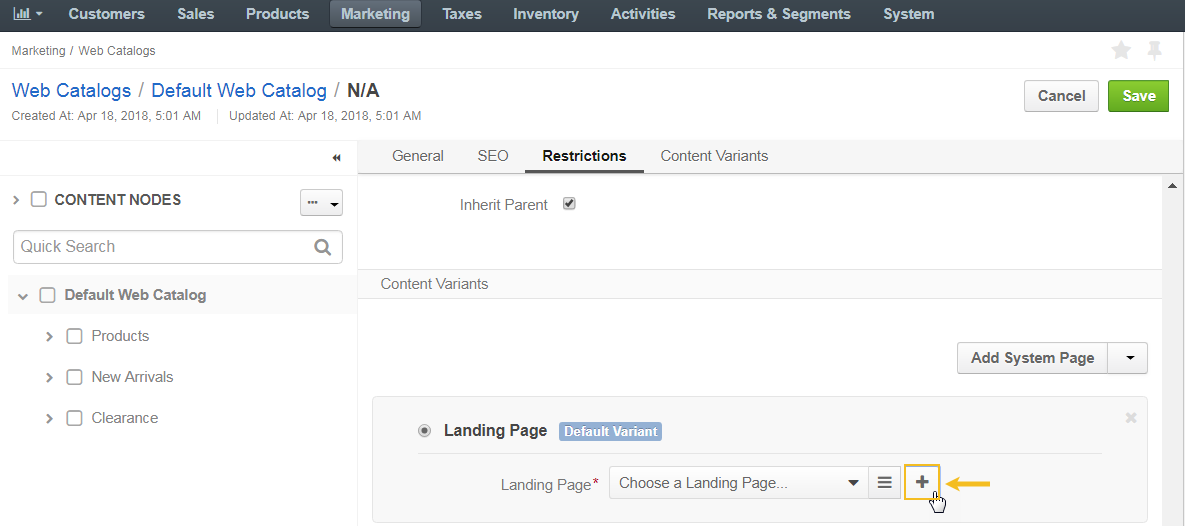 Customers Sales Products Marketing Taxes Inventory Activities Reports & Segments System
Marketing / Web Catalogs
Web Catalogs / Default Web Catalog / N/A
Cancel Save
Created At: Apr 18, 2018, 5:01 AM Updated At: Apr 18, 2018, 5:01 AM
General SEO Restrictions Content Variants
CONTENT NODES
Quick Search
Default Web Catalog
Products
New Arrivals
Clearance
Inherit Parent
Content Variants
Add System Page
Landing Page Default Variant
Landing Page* Choose a Landing Page...